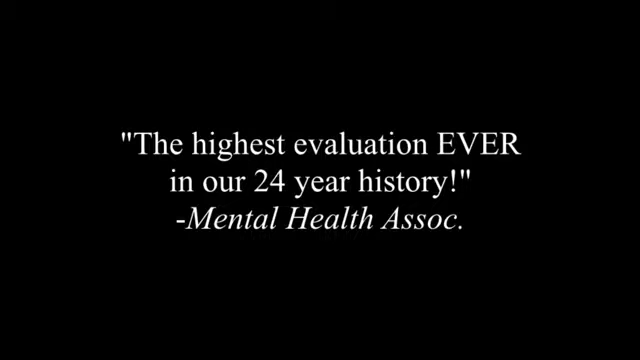 "The highest evaluation EVER
in our 24 year history!"
-Mental Health Assoc.